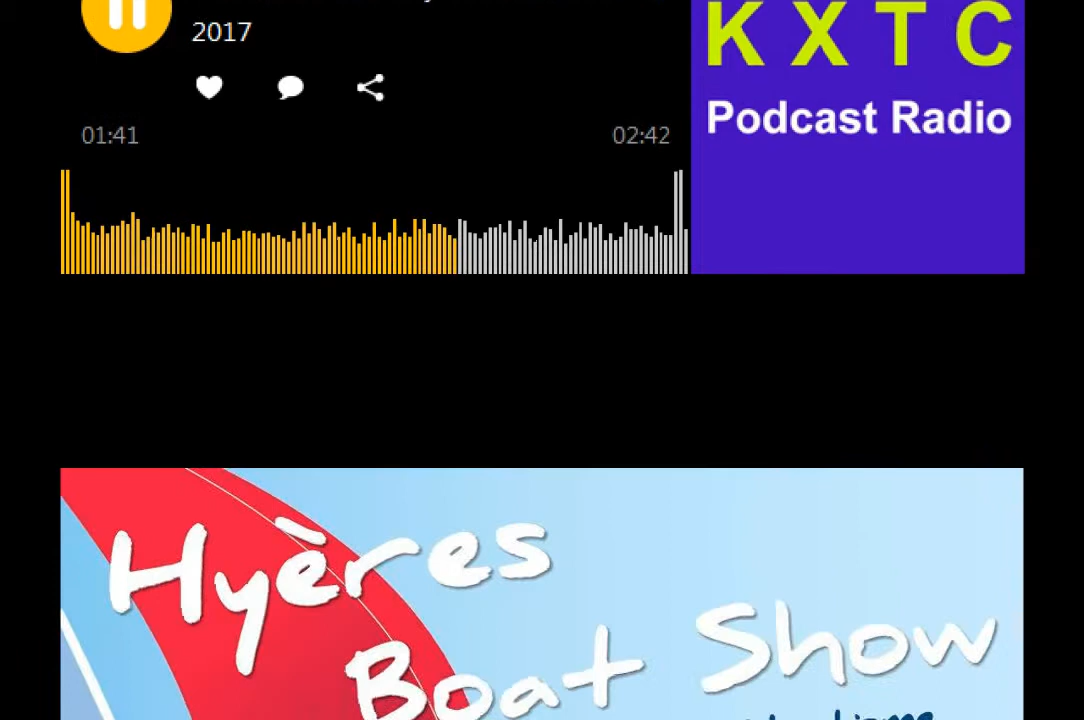 2017
01:41
02:42
K X T C
Podcast Radio
Hyères
Boat Show